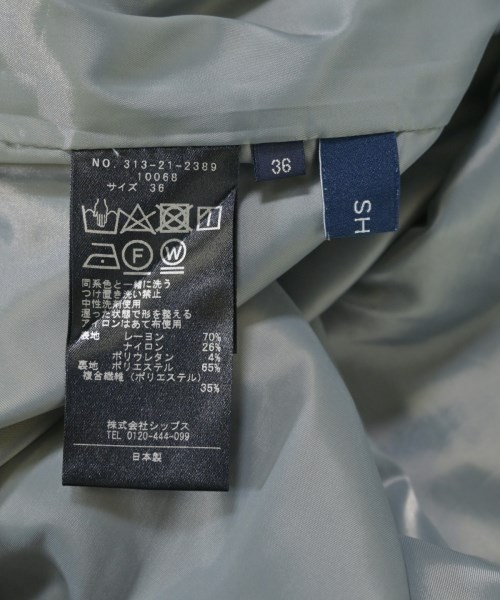 NO. 313-21-2389
10068
サイズ 36
36
SH
F
W
同系色と一緒に洗う
つけ置き洗い禁止
中性洗剤使用
湿った状態で形を整える
アイロンはあて布使用
表地 レーヨン 70%
ナイロン 26%
ポリウレタン 4%
裏地 ポリエステル 65%
複合繊維(ポリエステル)
35%
株式会社シップス
TEL 0120-444-099
日本製